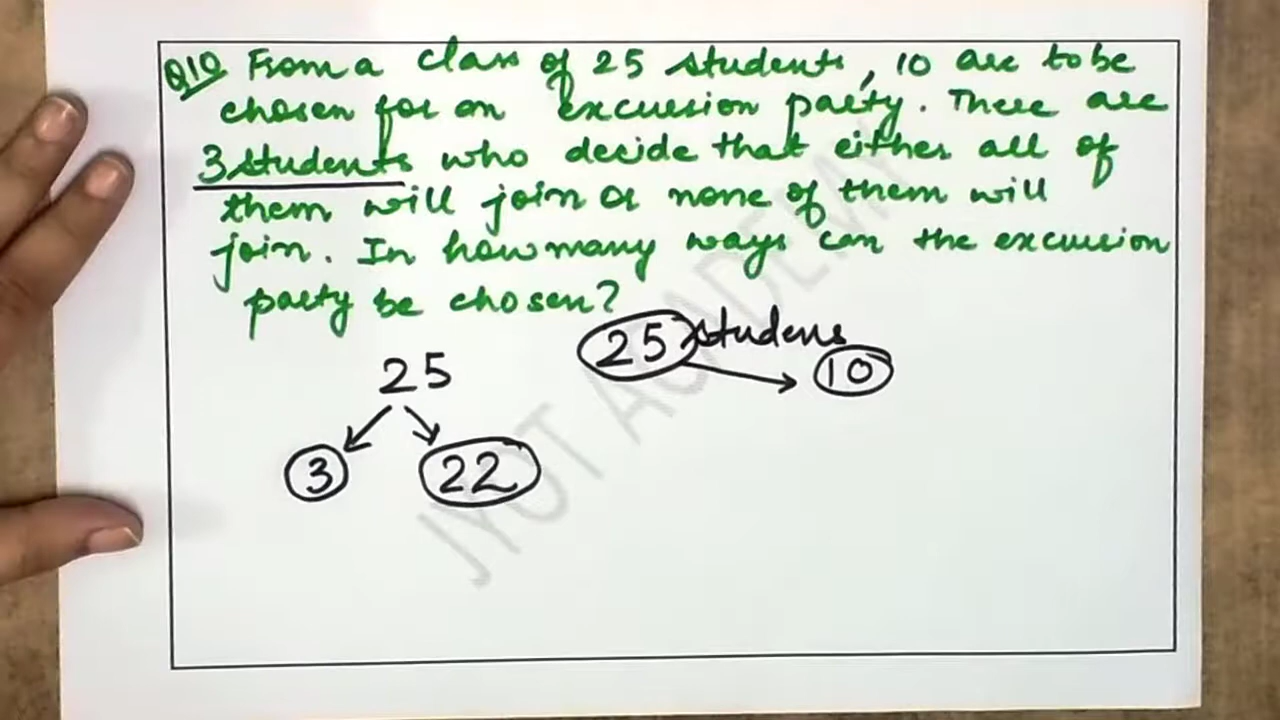 Q10 From a class of 25 students, 10 are to be
chosen for an excursion party. There are
3 students who decide that either all of
them will join or none of them will
join. In how many ways can the excursion
party be chosen?
25 students
10
25
3 22
JYOT ACADEMY